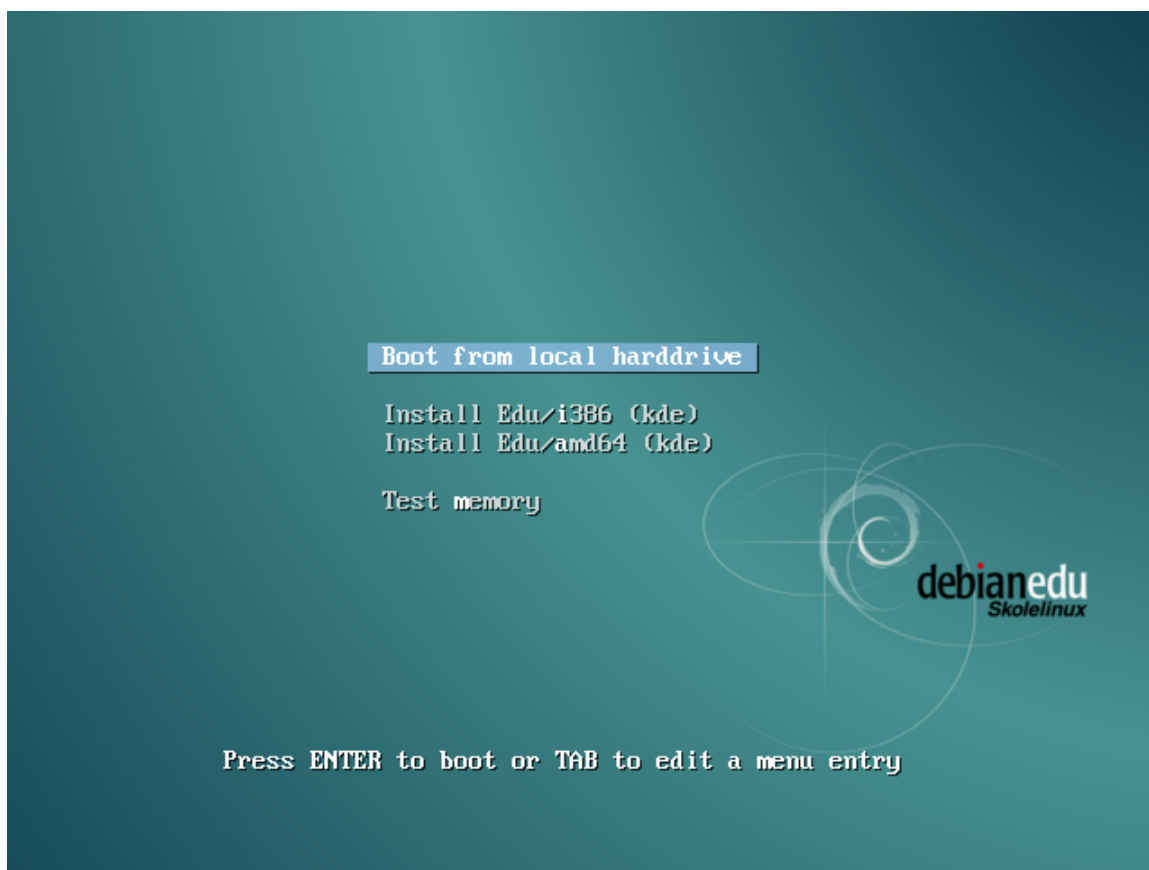 Boot from local harddrive
Install Edu/i386 (kde)
Install Edu/amd64 (kde)
Test memory
debianedu
Skolelinux
Press ENTER to boot or TAB to edit a menu entry